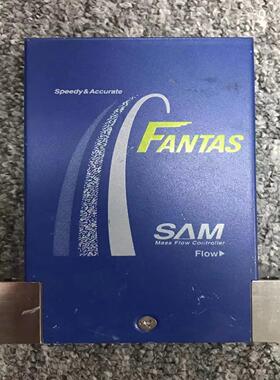 Speedy & Accurate
FANTAS
SAM
Mass Flow Controller
Flow▶